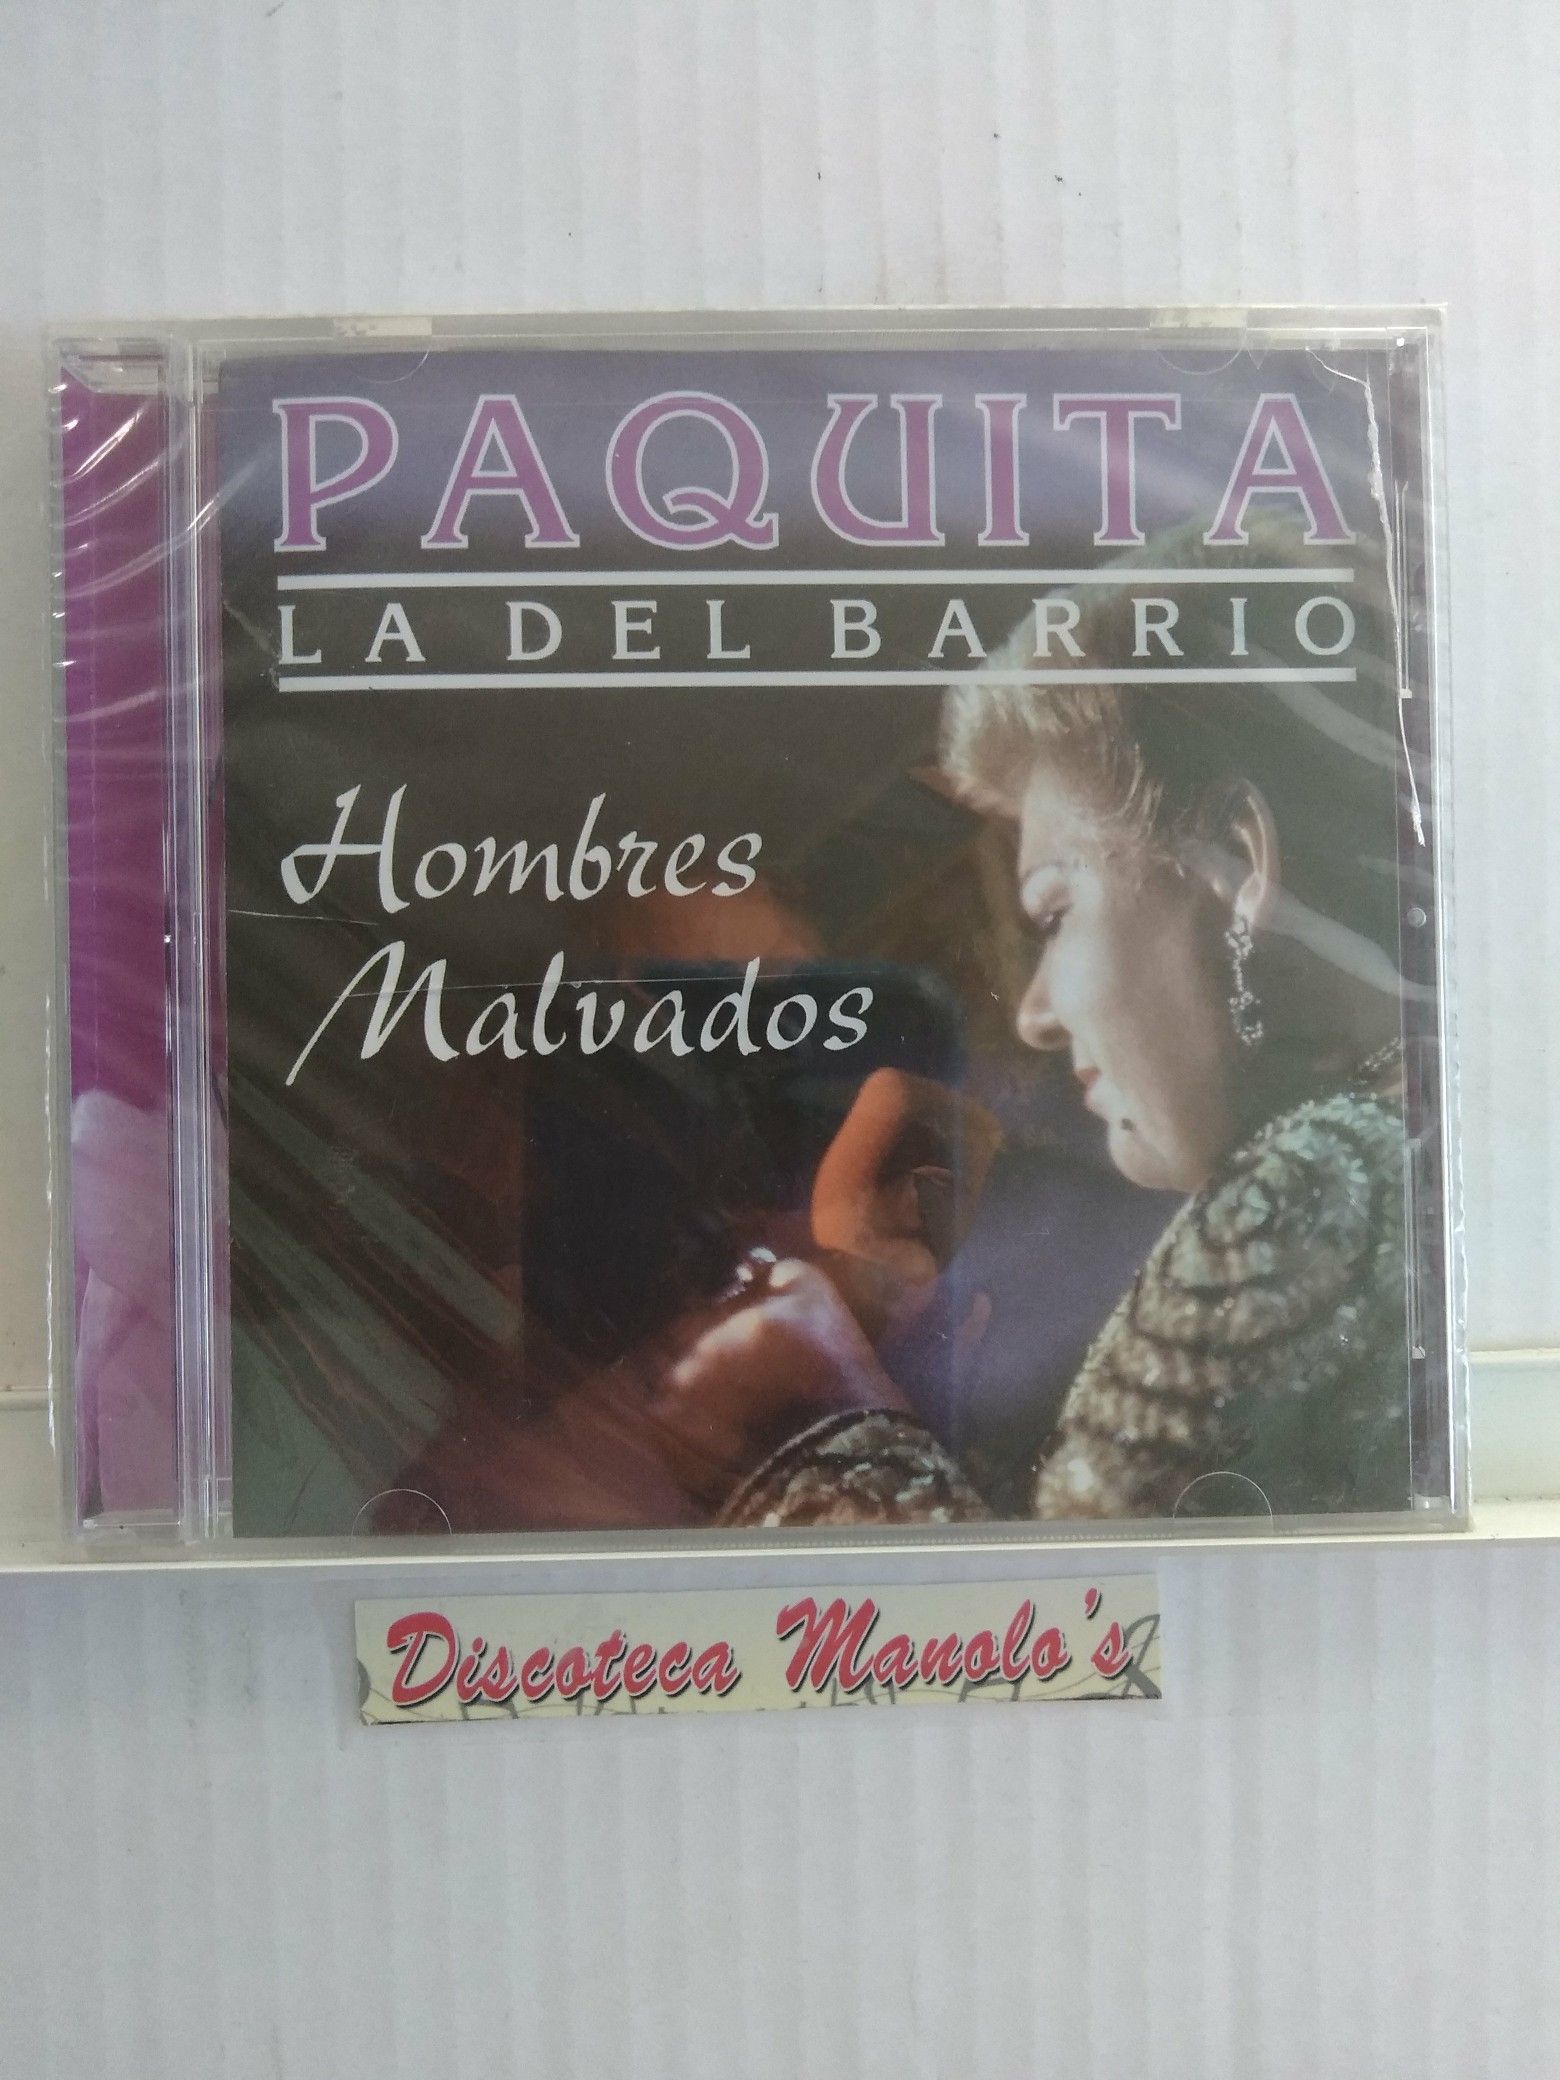 PAQUITA
LA DEL BARRIO
Hombres
Malvados
Discoteca Manolo's